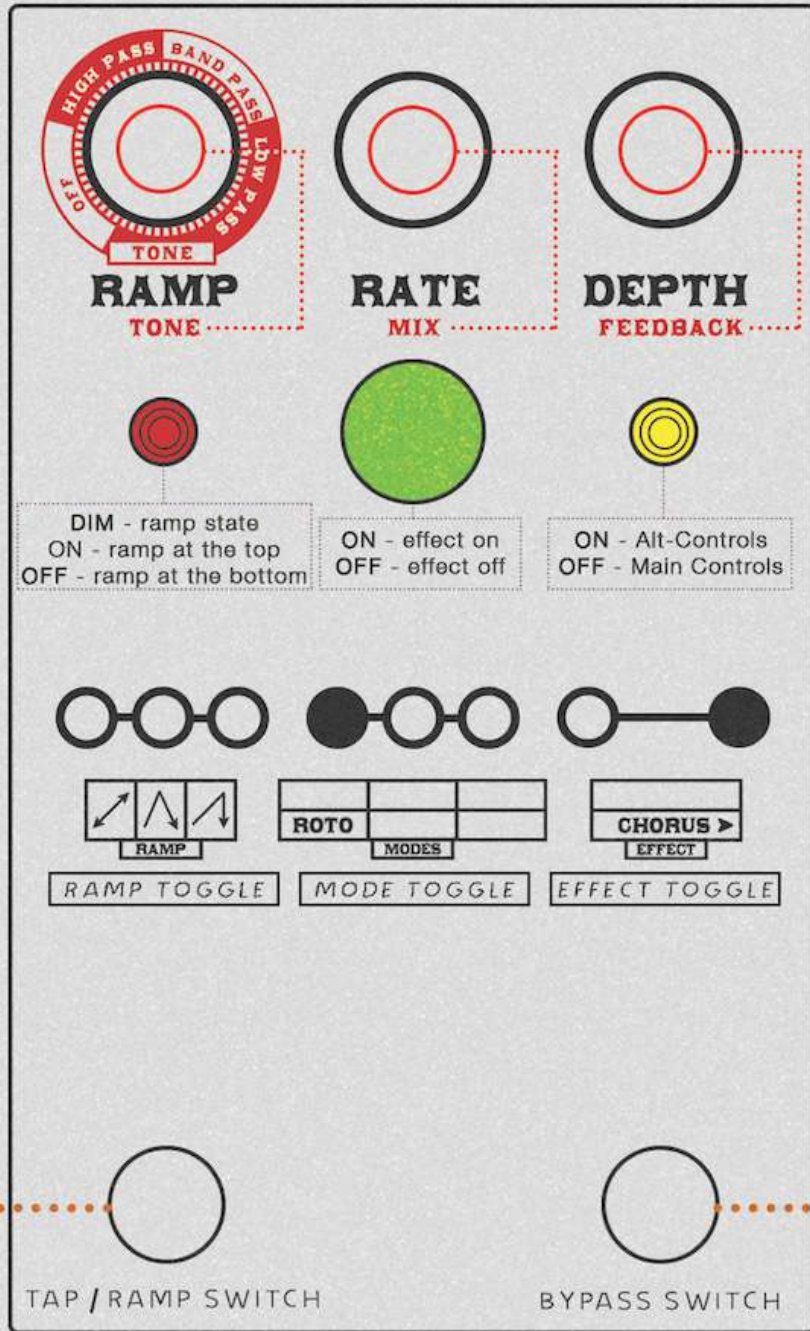 HIGH PASS
BAND PASS
LOW PASS
OFF
TONE
RAMP RATE DEPTH
TONE MIX FEEDBACK
DIM - ramp state
ON - ramp at the top
OFF - ramp at the bottom
ON - effect on
OFF - effect off
ON - Alt-Controls
OFF - Main Controls
ROTO CHORUS
RAMP MODES EFFECT
RAMP TOGGLE MODE TOGGLE EFFECT TOGGLE
TAP / RAMP SWITCH BYPASS SWITCH